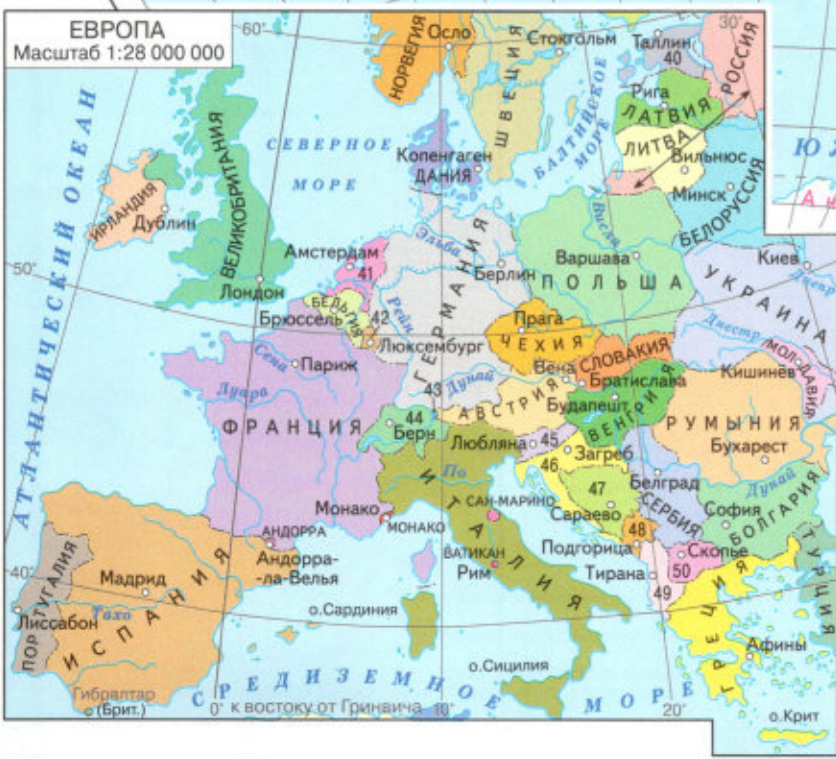 ЕВРОПА
Масштаб 1:28 000 000
60°
30°
НОРВЕГИЯ
Осло
ШВЕЦИЯ
Стокгольм
Таллин
40
РОССИЯ
Рига
ЛАТВИЯ
ЛИТВА
Вильнюс
БАЛТИЙСКОЕ
МОРЕ
СЕВЕРНОЕ
МОРЕ
Копенгаген
ДАНИЯ
Минск
БЕЛОРУССИЯ
Ю
А
АТЛАНТИЧЕСКИЙ ОКЕАН
ИРЛАНДИЯ
Дублин
ВЕЛИКОБРИТАНИЯ
Лондон
50°
Амстердам
41
Эльба
Берлин
ГЕРМАНИЯ
Висла
Варшава
ПОЛЬША
Киев
Днепр
УКРАИНА
Днестр
БЕЛЬГИЯ
Брюссель
42
Рейн
Люксембург
Прага
ЧЕХИЯ
СЛОВАКИЯ
МОЛДАВИЯ
Кишинёв
Сена
Париж
Луара
ФРАНЦИЯ
43
Дунай
Вена
Братислава
АВСТРИЯ
Будапешт
ВЕНГРИЯ
РУМЫНИЯ
Бухарест
44
Берн
Любляна
45
Загреб
46
По
ИТАЛИЯ
47
Белград
СЕРБИЯ
Дунай
Сараево
София
БОЛГАРИЯ
Монако
МОНАКО
САН-МАРИНО
АНДОРРА
Андорра-
-ла-Велья
ВАТИКАН
Рим
Подгорица
48
Скопье
50
Тирана
49
ТУРЦИЯ
40°
ПОРТУГАЛИЯ
Лиссабон
Мадрид
Тахо
ИСПАНИЯ
о.Сардиния
ГРЕЦИЯ
Афины
о.Сицилия
Гибралтар
(Брит.)
СРЕДИЗЕМНОЕ МОРЕ
0° к востоку от Гринвича 10°
20°
о.Крит